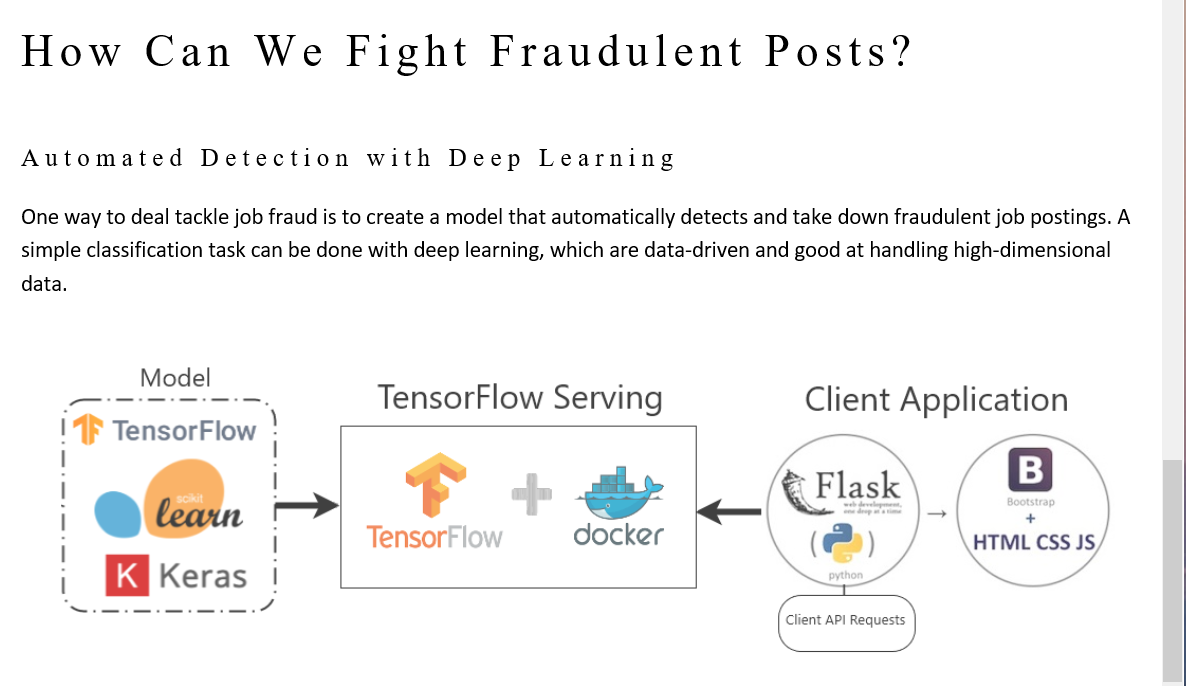 How Can We Fight Fraudulent Posts?
Automated Detection with Deep Learning
One way to deal tackle job fraud is to create a model that automatically detects and take down fraudulent job postings. A
simple classification task can be done with deep learning, which are data-driven and good at handling high-dimensional
data.
Model
TensorFlow
scikit
learn
K Keras
TensorFlow Serving
TensorFlow
docker
Client Application
Flask
web development,
one drop at a time
( )
python
Client API Requests
B
Bootstrap
+
HTML CSS JS